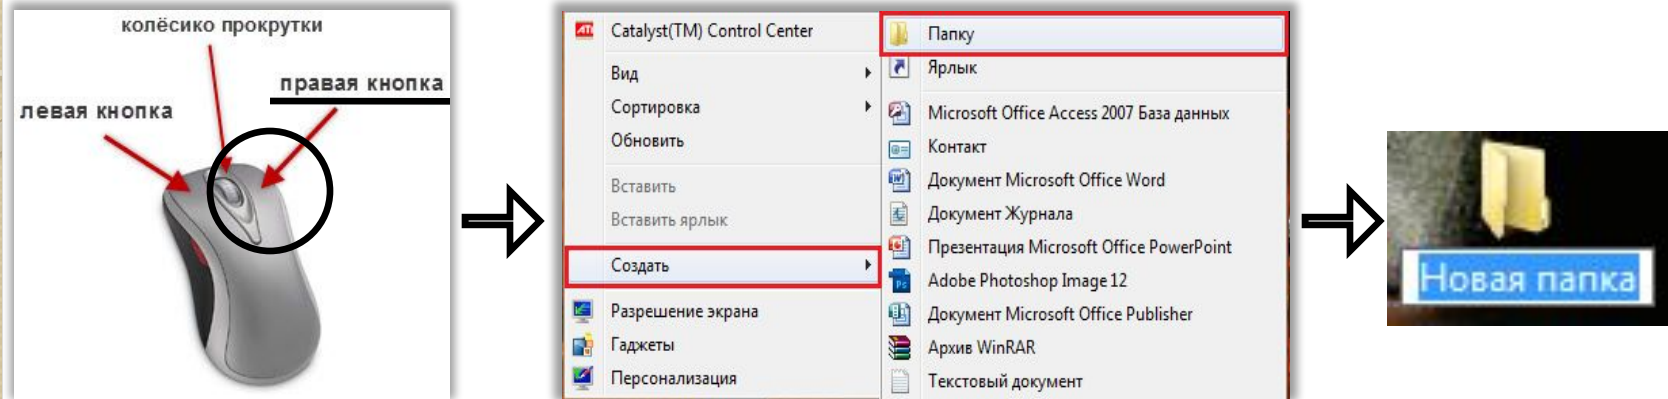 колёсико прокрутки
правая кнопка
левая кнопка
ATI Catalyst(TM) Control Center
Вид
Сортировка
Обновить
Вставить
Вставить ярлык
Создать
Разрешение экрана
Гаджеты
Персонализация
Папку
Ярлык
Microsoft Office Access 2007 База данных
Контакт
Документ Microsoft Office Word
Документ Журнала
Презентация Microsoft Office PowerPoint
Ps Adobe Photoshop Image 12
Документ Microsoft Office Publisher
Архив WinRAR
Текстовый документ
Новая папка